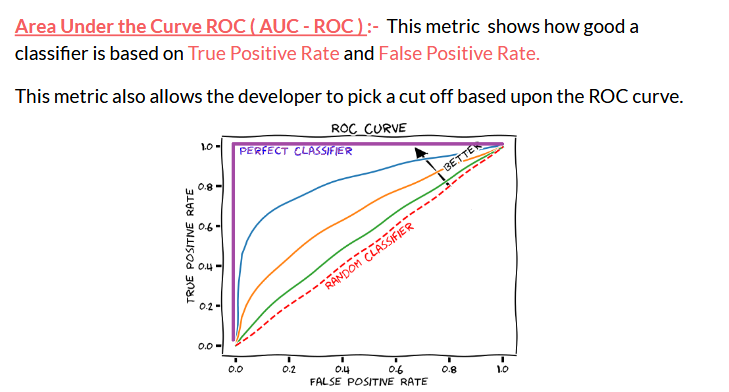 Area Under the Curve ROC ( AUC - ROC ) :- This metric shows how good a
classifier is based on True Positive Rate and False Positive Rate.
This metric also allows the developer to pick a cut off based upon the ROC curve.
ROC CURVE
PERFECT CLASSIFIER
BETTER
RANDOM CLASSIFIER
TRUE POSITIVE RATE
1.0
0.8
0.6
0.4
0.2
0.0
0.0 0.2 0.4 0.6 0.8 1.0
FALSE POSITIVE RATE